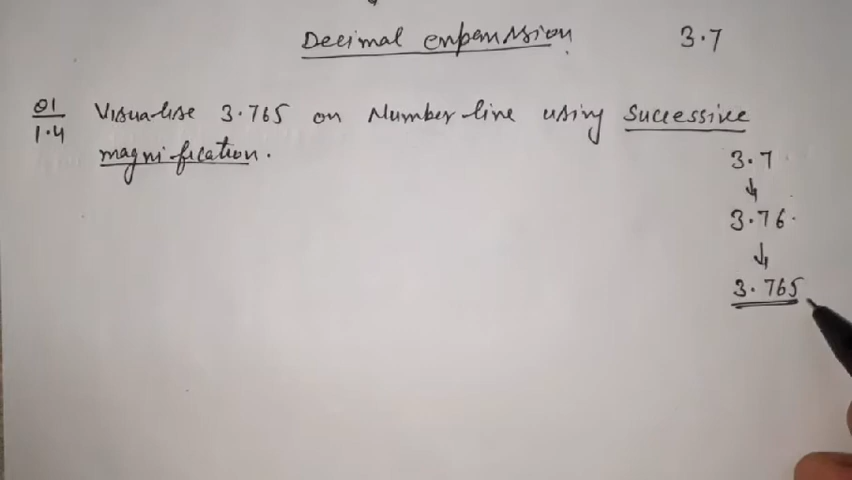 Decimal expansion 3.7
Q1 Visualise 3.765 on Number line using Successive
1.4 magnification.
3.7
↓
3.76
↓
3.765